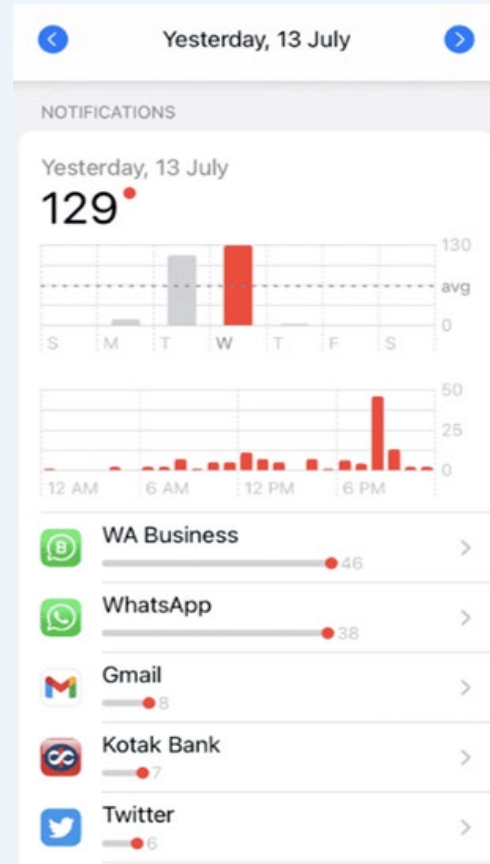 Yesterday, 13 July
NOTIFICATIONS
Yesterday, 13 July
129
130
avg
0
S M T W T F S
50
25
0
12 AM 6 AM 12 PM 6 PM
B
WA Business
46
WhatsApp
38
Gmail
8
Kotak Bank
7
Twitter
6